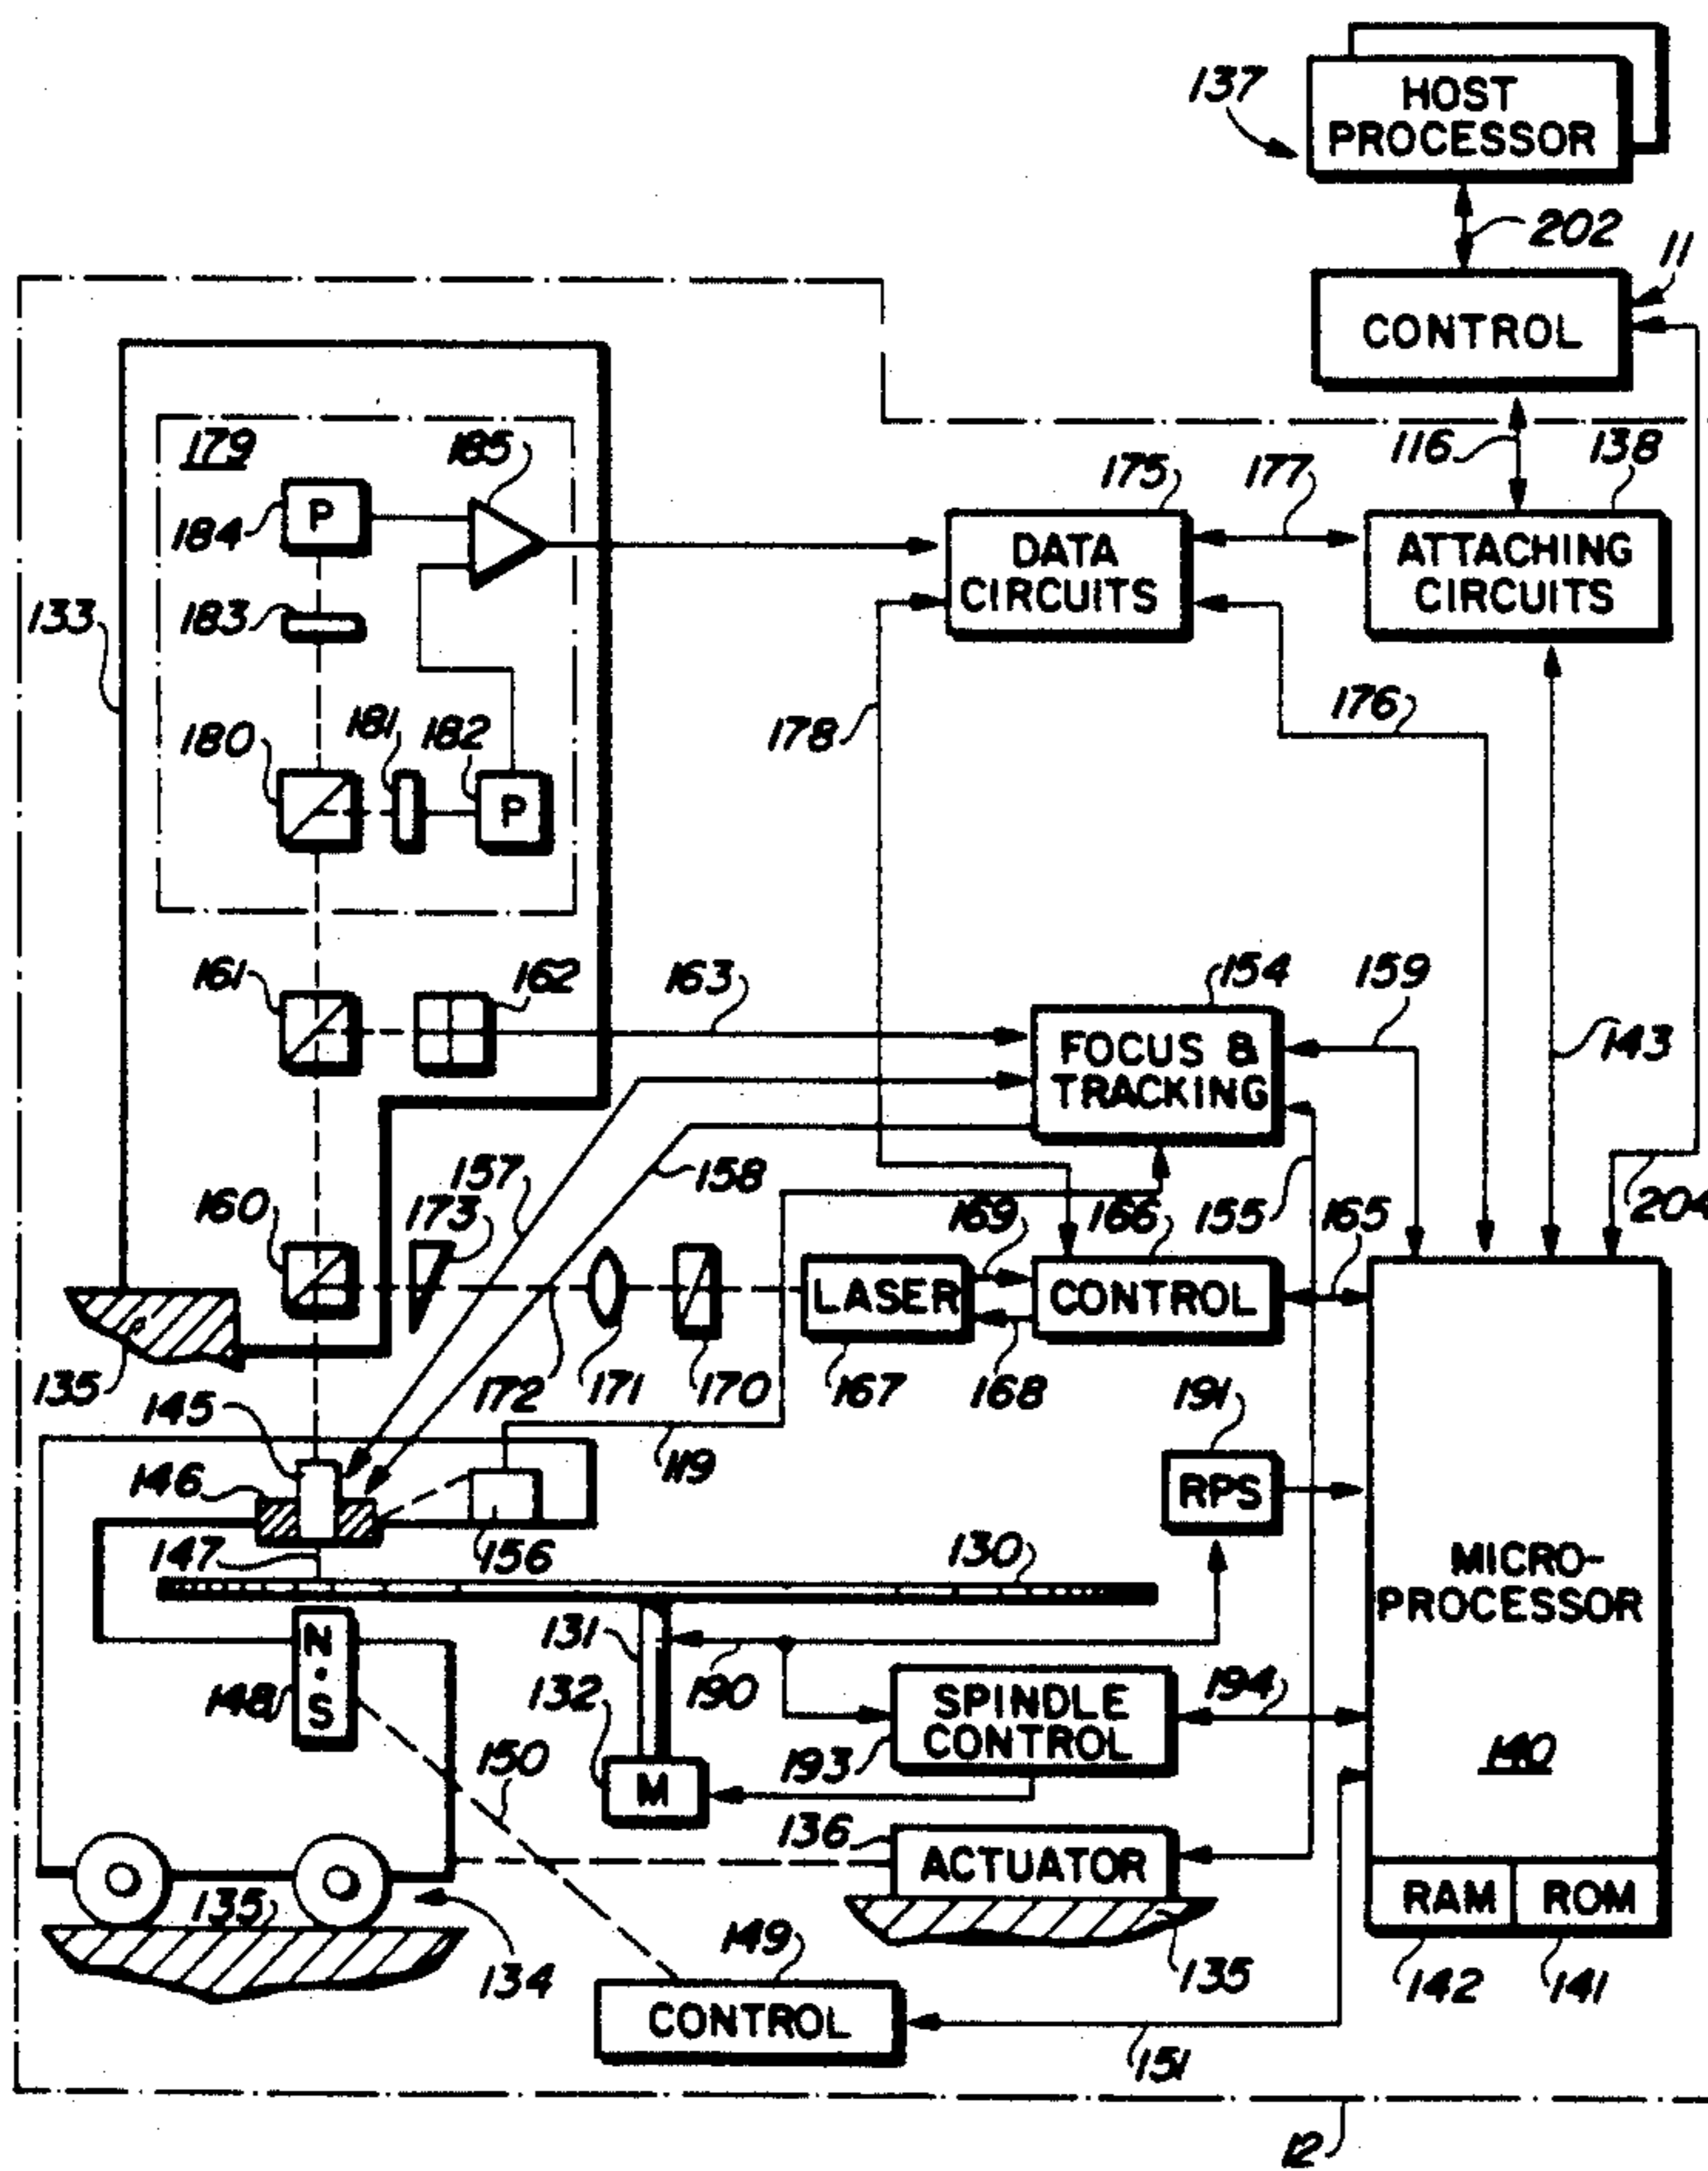 137
HOST
PROCESSOR
202
11
CONTROL
116
138
179
185
175
177
184
P
DATA
CIRCUITS
ATTACHING
CIRCUITS
133
183
178
176
180
181
182
P
143
161
162
163
154
159
FOCUS &
TRACKING
157
158
155
165
204
160
173
169
166
LASER
CONTROL
135
172
171
170
167
168
145
191
119
146
RPS
147
156
130
MICRO-
PROCESSOR
N
S
131
148
132
190
SPINDLE
CONTROL
194
140
150
193
M
136
ACTUATOR
RAM
ROM
135
134
149
135
142
141
CONTROL
151
12